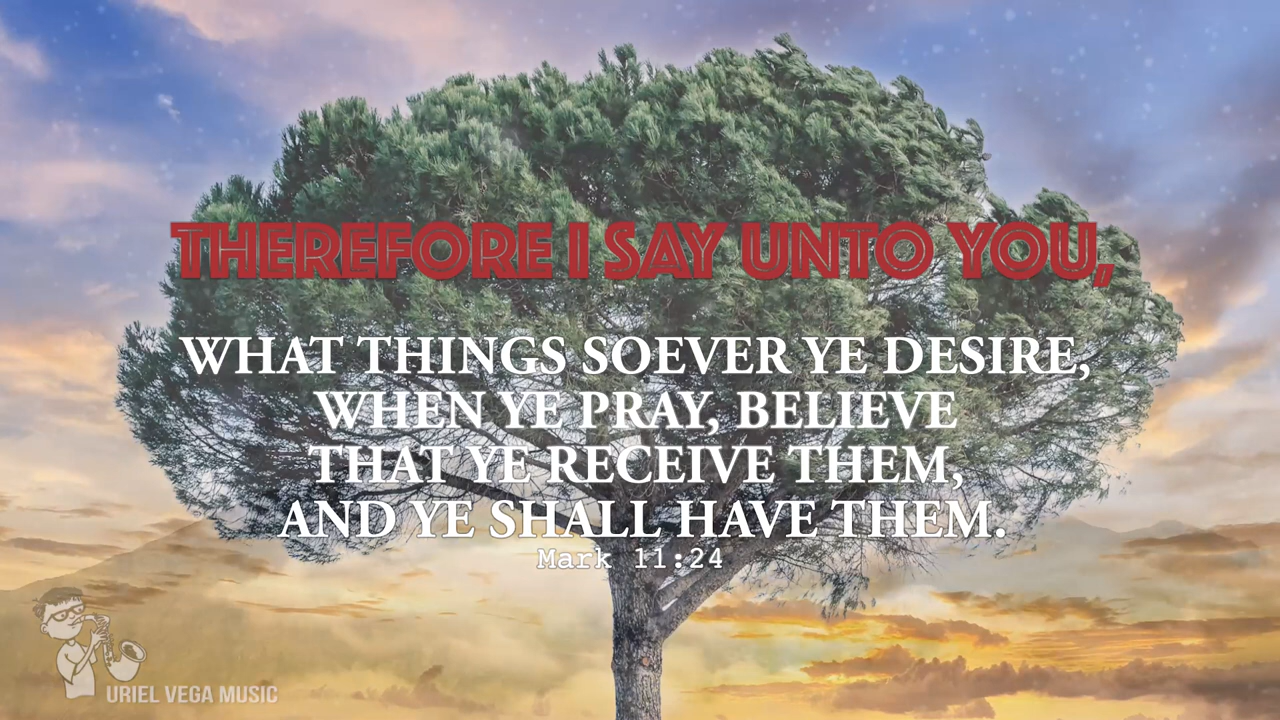 THEREFORE I SAY UNTO YOU,
WHAT THINGS SOEVER YE DESIRE,
WHEN YE PRAY, BELIEVE
THAT YE RECEIVE THEM,
AND YE SHALL HAVE THEM.
Mark 11:24
URIEL VEGA MUSIC